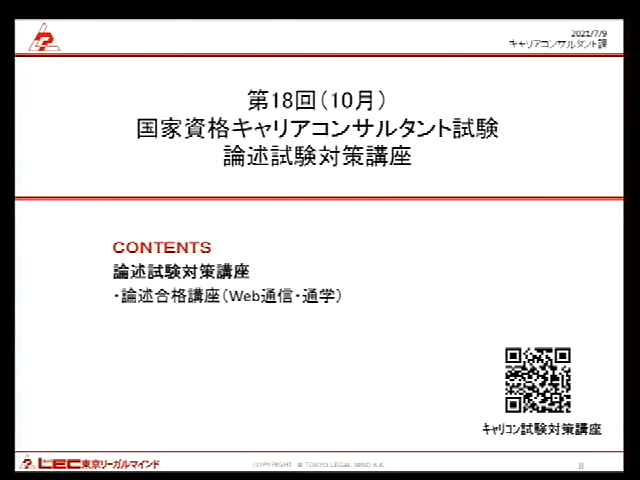 2021/7/9
キャリアコンサルタント課
第18回(10月)
国家資格キャリアコンサルタント試験
論述試験対策講座
CONTENTS
論述試験対策講座
・論述合格講座(Web通信・通学)
キャリコン試験対策講座
LEC東京リーガルマインド
COPYRIGHT © TOKYO LEGAL MIND K.K
8